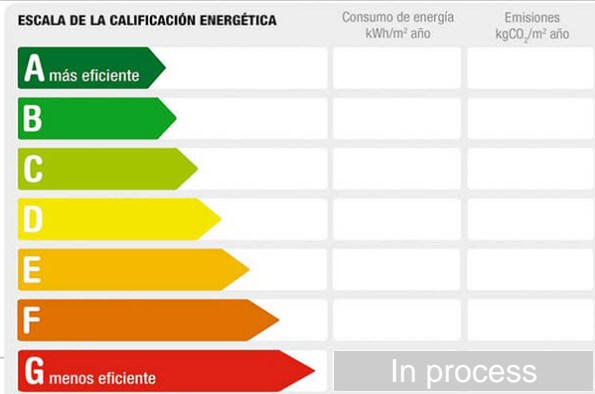 ESCALA DE LA CALIFICACIÓN ENERGÉTICA
Consumo de energía
kWh/m² año
Emisiones
kgCO₂/m² año
A más eficiente
B
C
D
E
F
G menos eficiente
In process